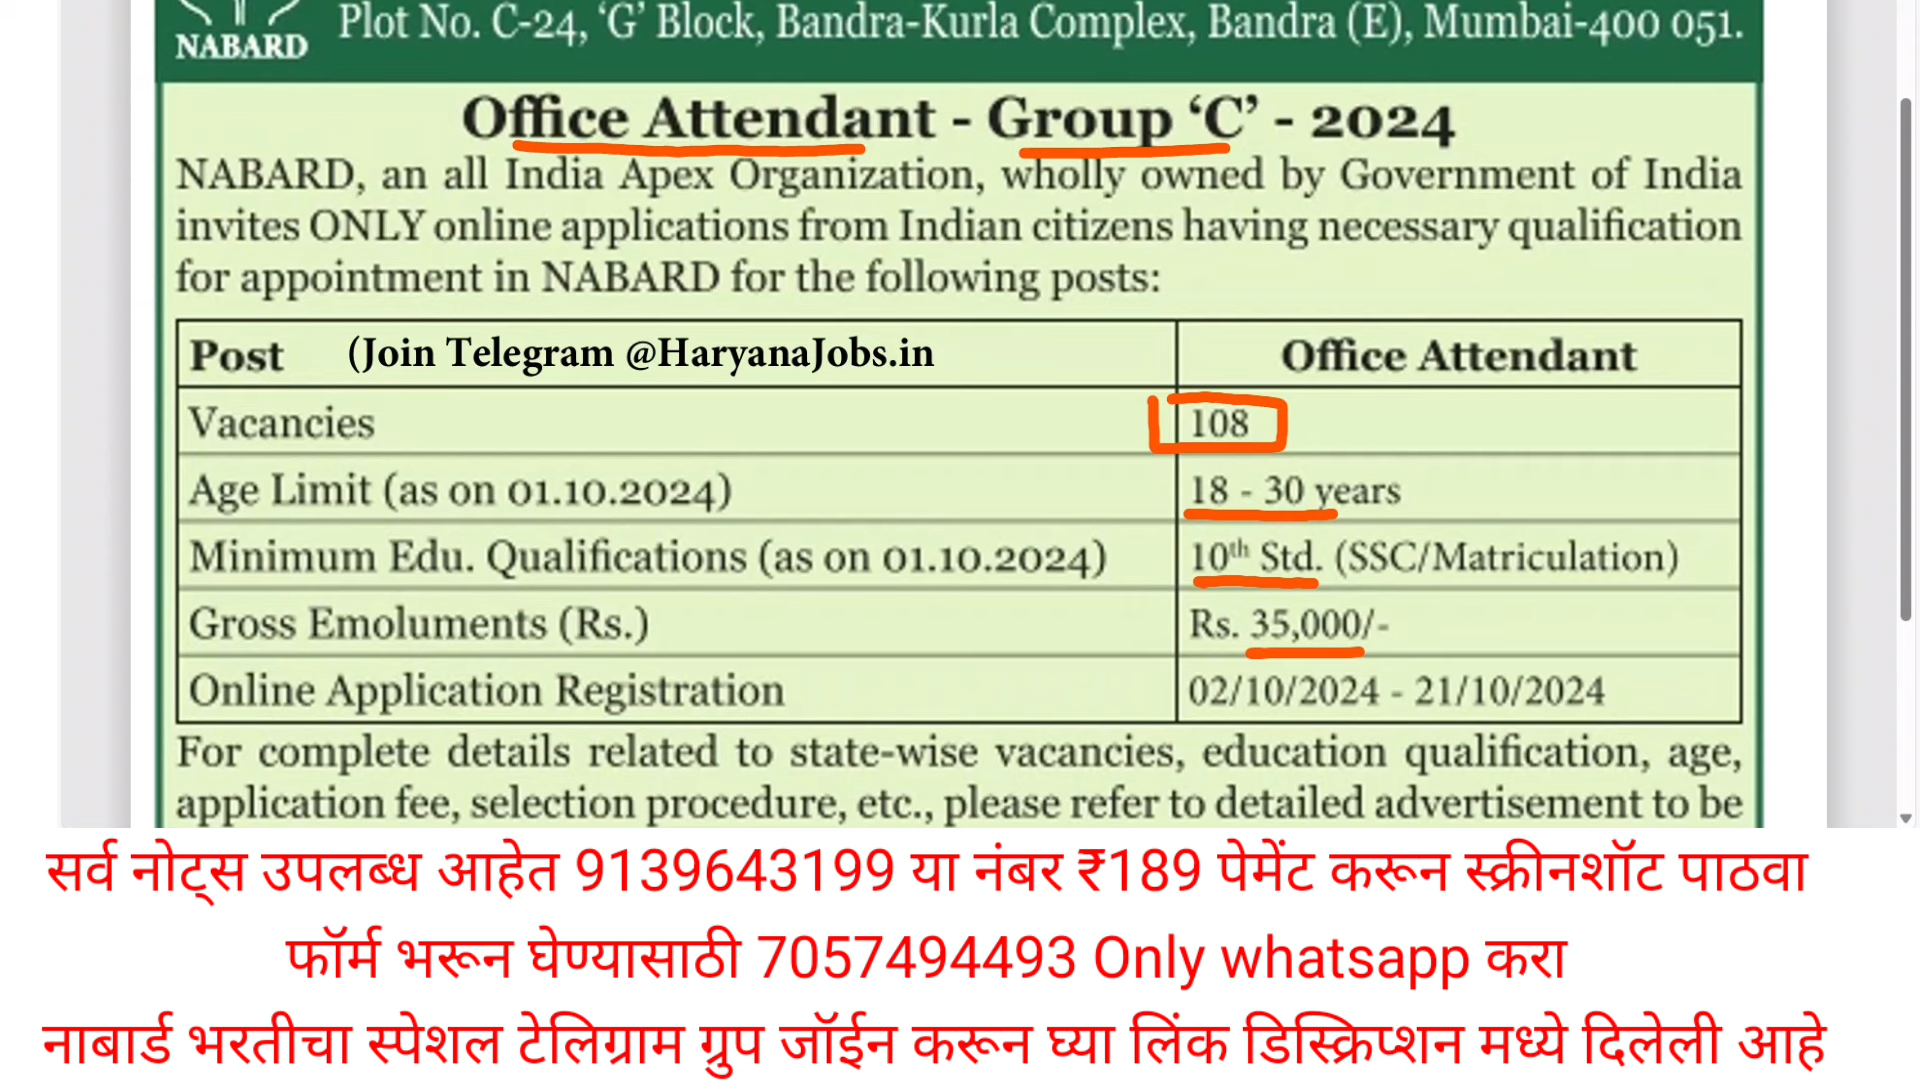 NABARD
Plot No. C-24, ‘G’ Block, Bandra-Kurla Complex, Bandra (E), Mumbai-400 051.
Office Attendant - Group ‘C’ - 2024
NABARD, an all India Apex Organization, wholly owned by Government of India
invites ONLY online applications from Indian citizens having necessary qualification
for appointment in NABARD for the following posts:
Post (Join Telegram @HaryanaJobs.in Office Attendant
Vacancies 108
Age Limit (as on 01.10.2024) 18 - 30 years
Minimum Edu. Qualifications (as on 01.10.2024) 10th Std. (SSC/Matriculation)
Gross Emoluments (Rs.) Rs. 35,000/-
Online Application Registration 02/10/2024 - 21/10/2024
For complete details related to state-wise vacancies, education qualification, age,
application fee, selection procedure, etc., please refer to detailed advertisement to be
सर्व नोट्स उपलब्ध आहेत 9139643199 या नंबर ₹189 पेमेंट करून स्क्रीनशॉट पाठवा
फॉर्म भरून घेण्यासाठी 7057494493 Only whatsapp करा
नाबार्ड भरतीचा स्पेशल टेलिग्राम ग्रुप जॉईन करून घ्या लिंक डिस्क्रिप्शन मध्ये दिलेली आहे